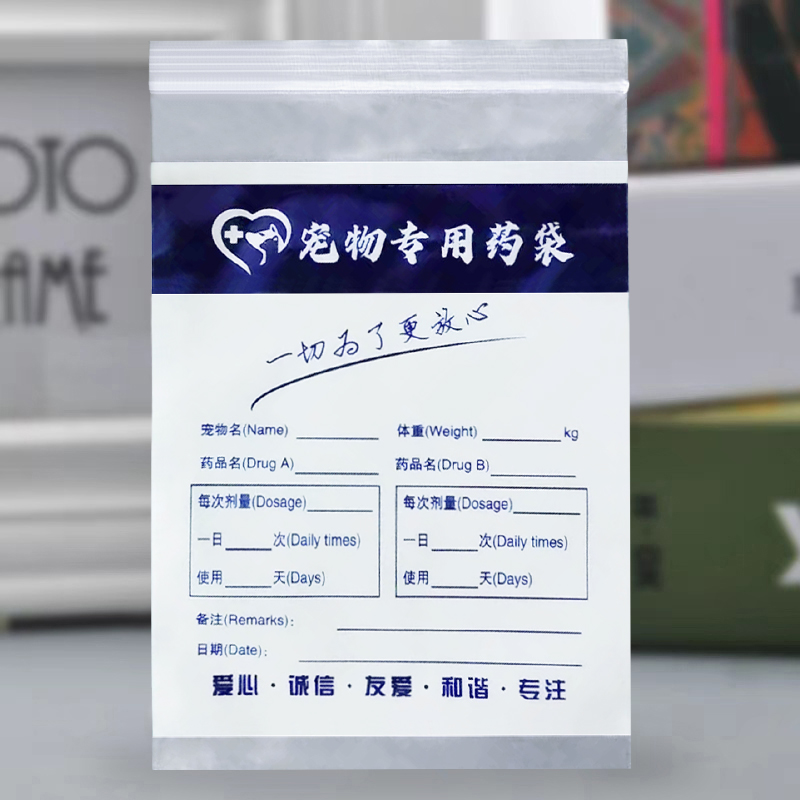 OTO
AME
宠物专用药袋
一切为了更放心
宠物名(Name) 体重(Weight) kg
药品名(Drug A) 药品名(Drug B)
每次剂量(Dosage) 每次剂量(Dosage)
一日 次(Daily times) 一日 次(Daily times)
使用 天(Days) 使用 天(Days)
备注(Remarks):
日期(Date):
爱心·诚信·友爱·和谐·专注